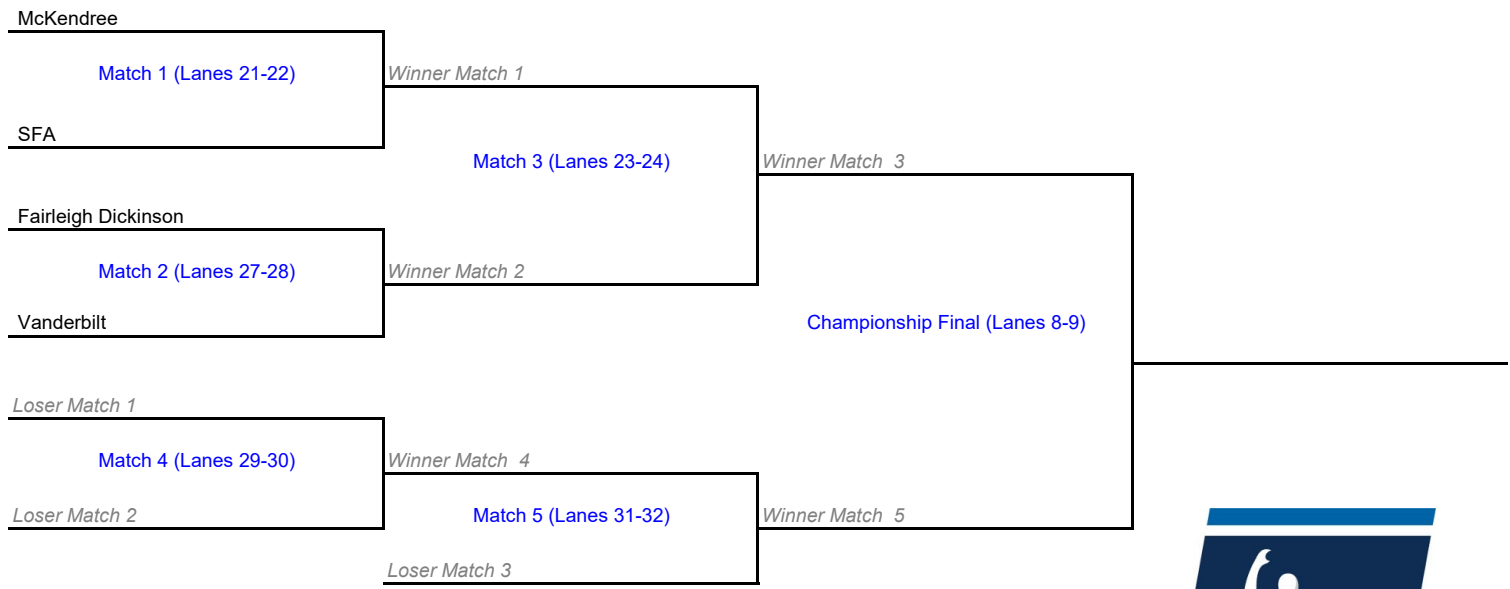 McKendree
Match 1 (Lanes 21-22)
Winner Match 1
SFA
Match 3 (Lanes 23-24)
Winner Match  3
Fairleigh Dickinson
Match 2 (Lanes 27-28)
Winner Match 2
Vanderbilt
Championship Final (Lanes 8-9)
Loser Match 1
Match 4 (Lanes 29-30)
Winner Match  4
Loser Match 2
Match 5 (Lanes 31-32)
Winner Match  5
Loser Match 3